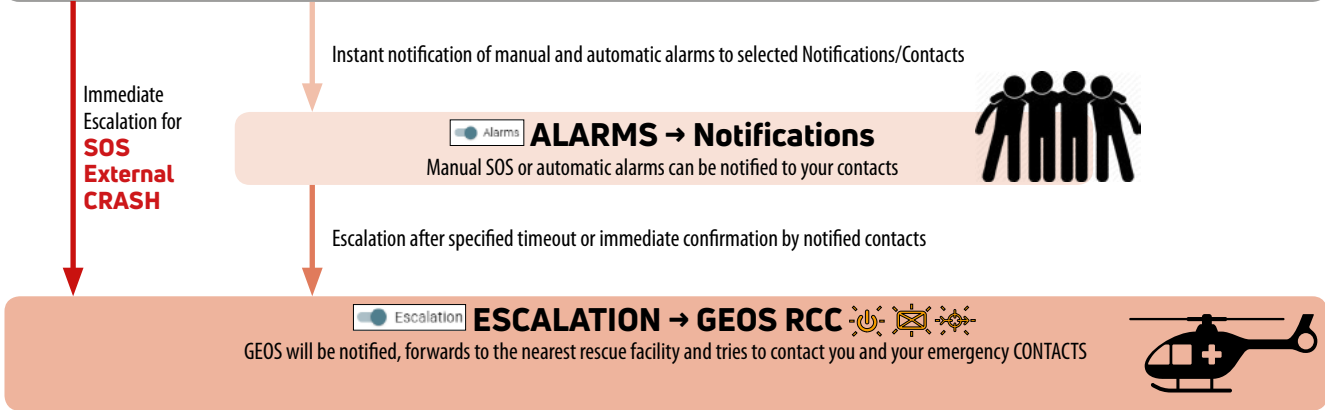 Instant notification of manual and automatic alarms to selected Notifications/Contacts
Immediate
Escalation for
SOS
External
CRASH
Alarms ALARMS → Notifications
Manual SOS or automatic alarms can be notified to your contacts
Escalation after specified timeout or immediate confirmation by notified contacts
Escalation ESCALATION → GEOS RCC
GEOS will be notified, forwards to the nearest rescue facility and tries to contact you and your emergency CONTACTS